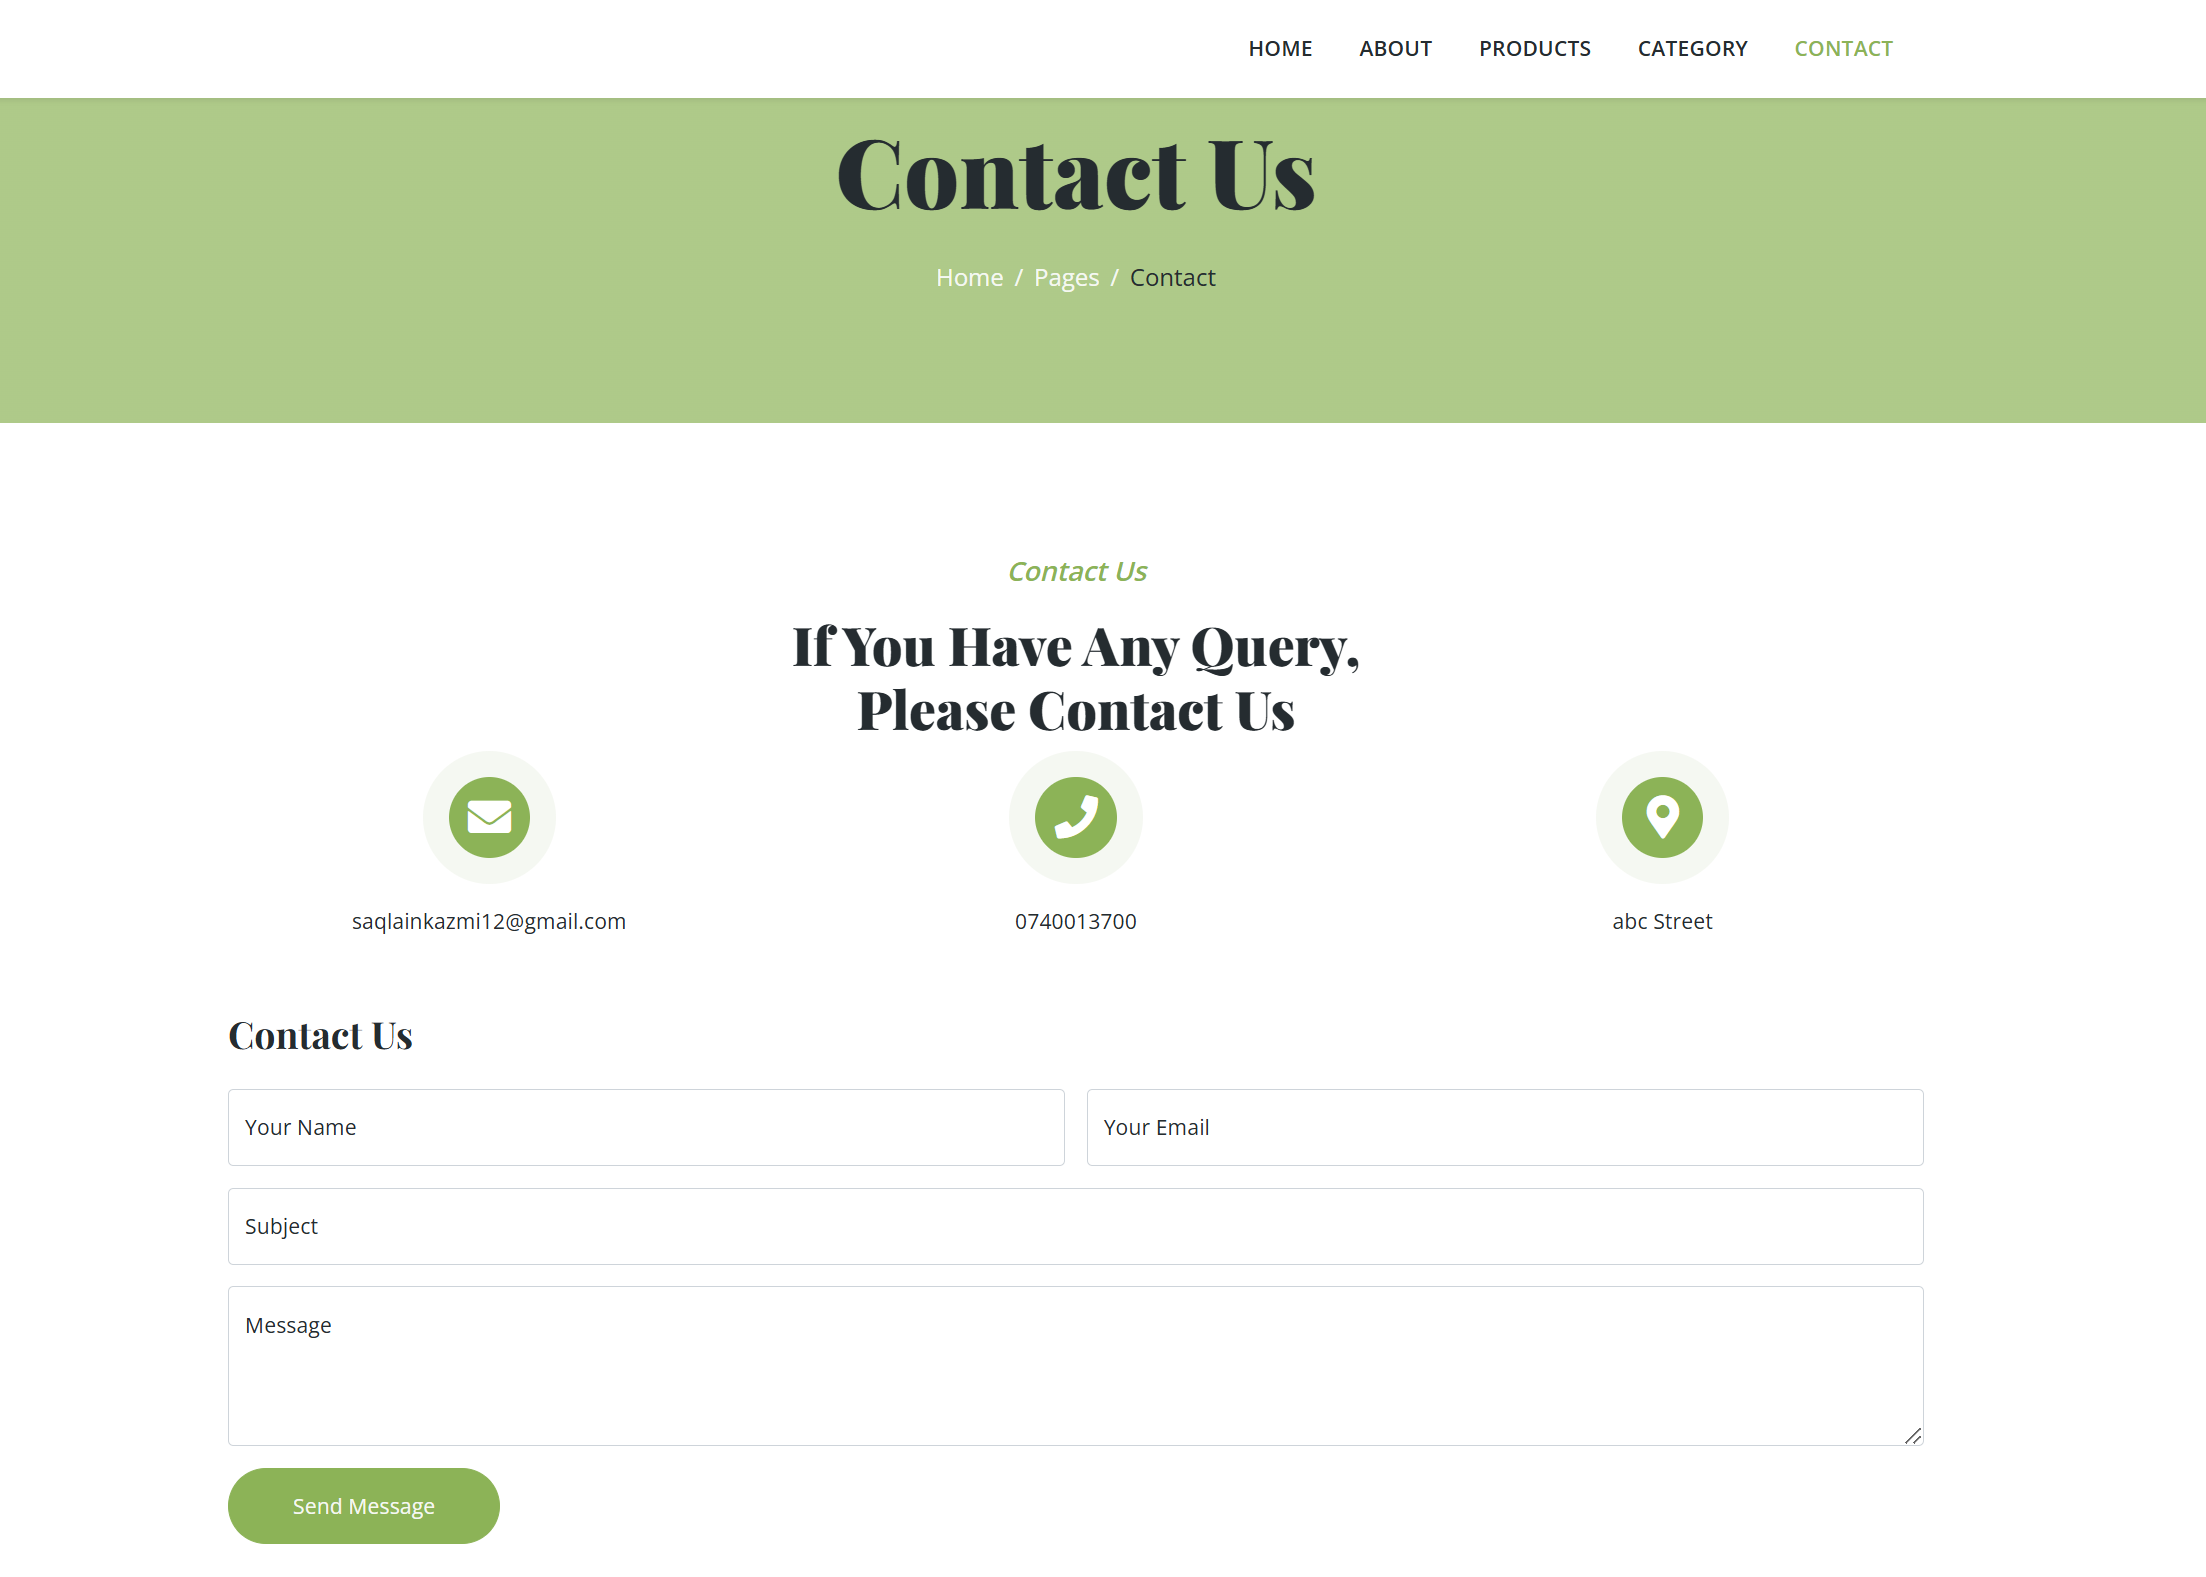 HOME ABOUT PRODUCTS CATEGORY CONTACT
Contact Us
Home / Pages / Contact
Contact Us
If You Have Any Query,
Please Contact Us
saqlainkazmi12@gmail.com 0740013700 abc Street
Contact Us
Your Name Your Email
Subject
Message
Send Message